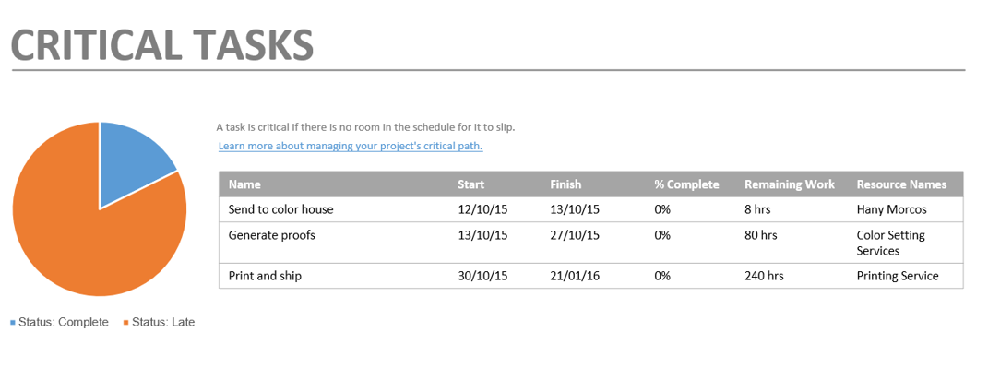 CRITICAL TASKS
A task is critical if there is no room in the schedule for it to slip.
Learn more about managing your project's critical path.
Name Start Finish % Complete Remaining Work Resource Names
Send to color house 12/10/15 13/10/15 0% 8 hrs Hany Morcos
Generate proofs 13/10/15 27/10/15 0% 80 hrs Color Setting
Services
Print and ship 30/10/15 21/01/16 0% 240 hrs Printing Service
Status: Complete Status: Late